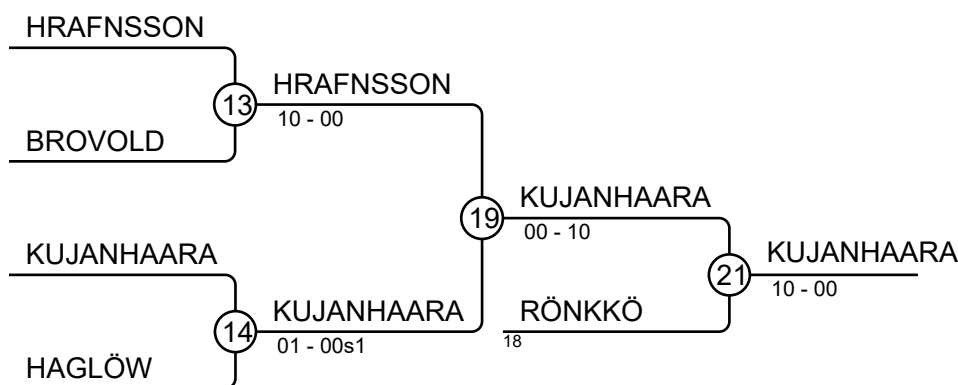 HRAFNSSON
13
HRAFNSSON
10 - 00
BROVOLD
19
KUJANHAARA
00 - 10
KUJANHAARA
21
KUJANHAARA
10 - 00
14
KUJANHAARA
01 - 00s1
RÖNKKÖ
18
HAGLÖW